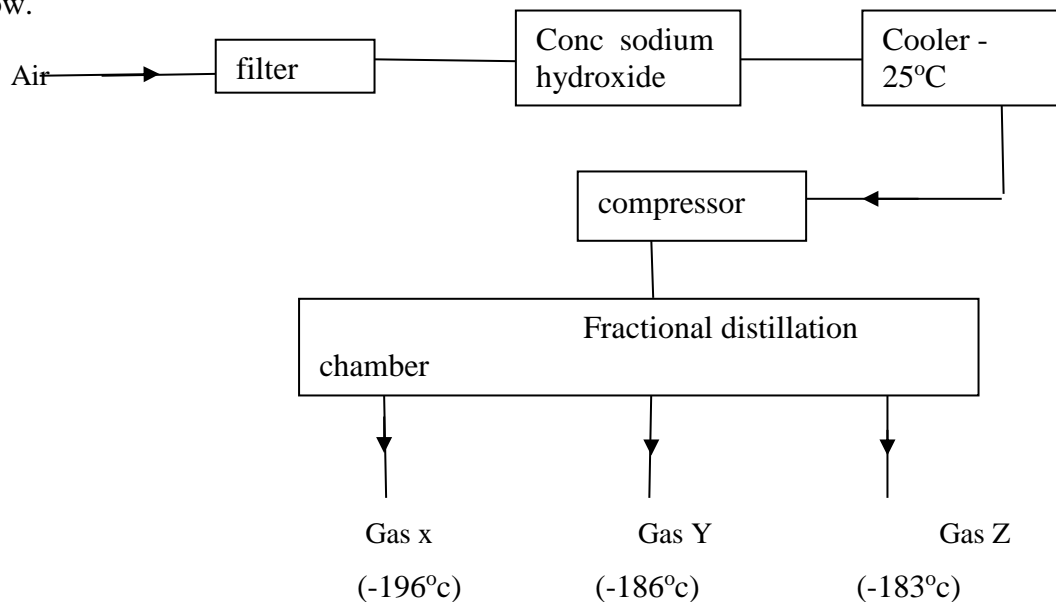 ow.
Air
filter
Conc sodium
hydroxide
Cooler -
25°C
compressor
Fractional distillation
chamber
Gas x
Gas Y
Gas Z
(-196°c)
(-186°c)
(-183°c)